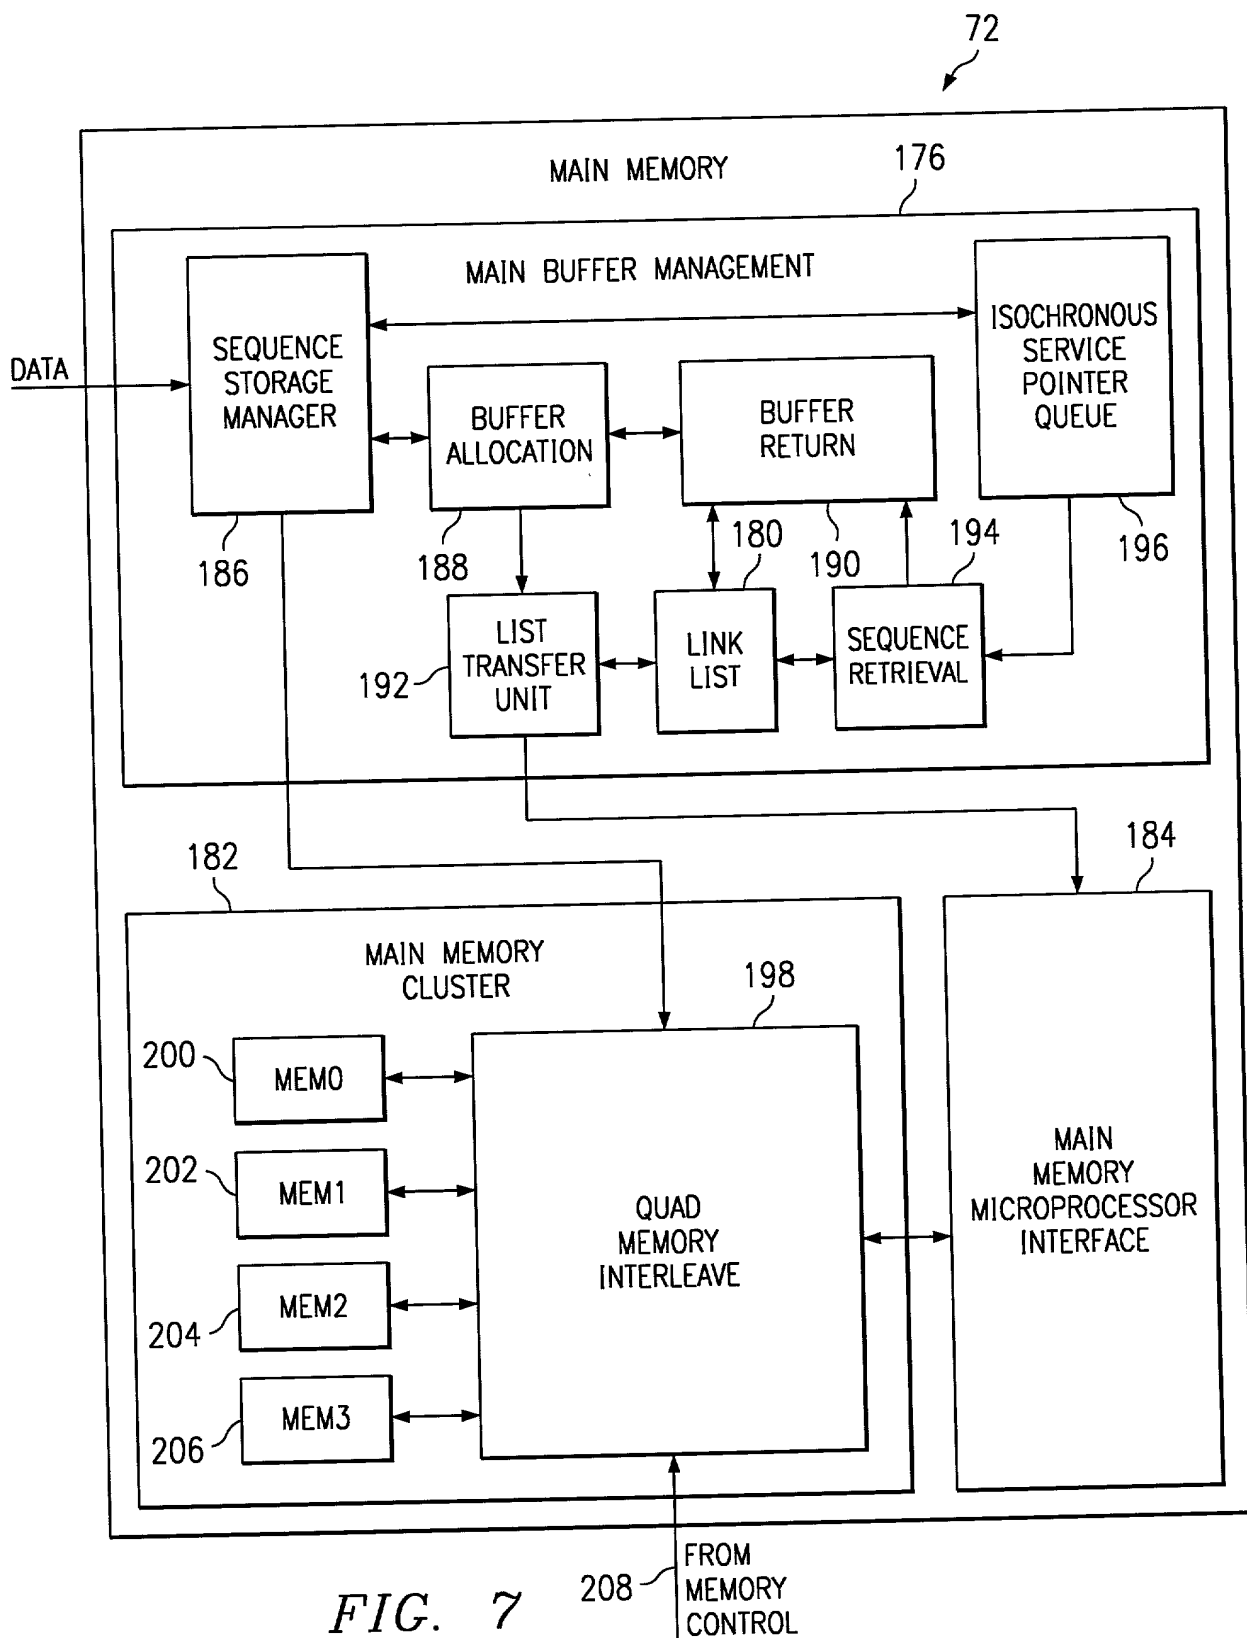 72
MAIN MEMORY
176
MAIN BUFFER MANAGEMENT
SEQUENCE
STORAGE
MANAGER
ISOCHRONOUS
SERVICE
POINTER
QUEUE
DATA
BUFFER
ALLOCATION
BUFFER
RETURN
186
188
180
190
194
196
LIST
TRANSFER
UNIT
192
LINK
LIST
SEQUENCE
RETRIEVAL
182
184
MAIN MEMORY
CLUSTER
198
200
MEM0
202
MEM1
204
MEM2
206
MEM3
QUAD
MEMORY
INTERLEAVE
MAIN
MEMORY
MICROPROCESSOR
INTERFACE
208
FROM
MEMORY
CONTROL
FIG. 7